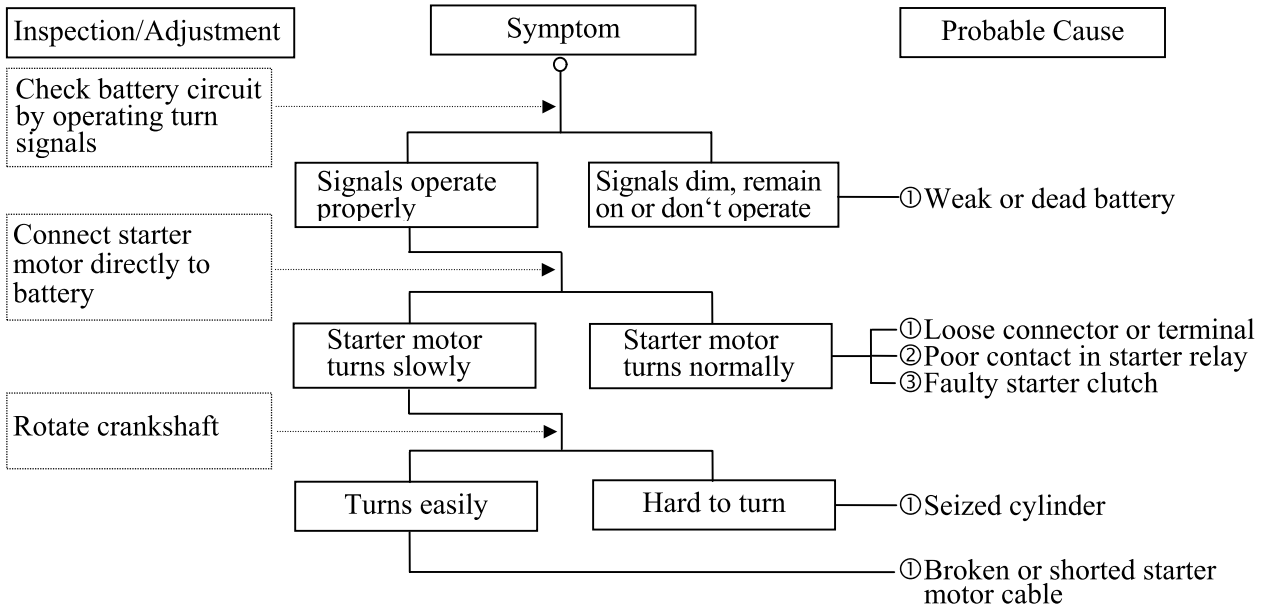 Inspection/Adjustment
Symptom
Probable Cause
Check battery circuit
by operating turn
signals
Signals operate
properly
Signals dim, remain
on or don‘t operate
①Weak or dead battery
Connect starter
motor directly to
battery
Starter motor
turns slowly
Starter motor
turns normally
①Loose connector or terminal
②Poor contact in starter relay
③Faulty starter clutch
Rotate crankshaft
Turns easily
Hard to turn
①Seized cylinder
①Broken or shorted starter
motor cable